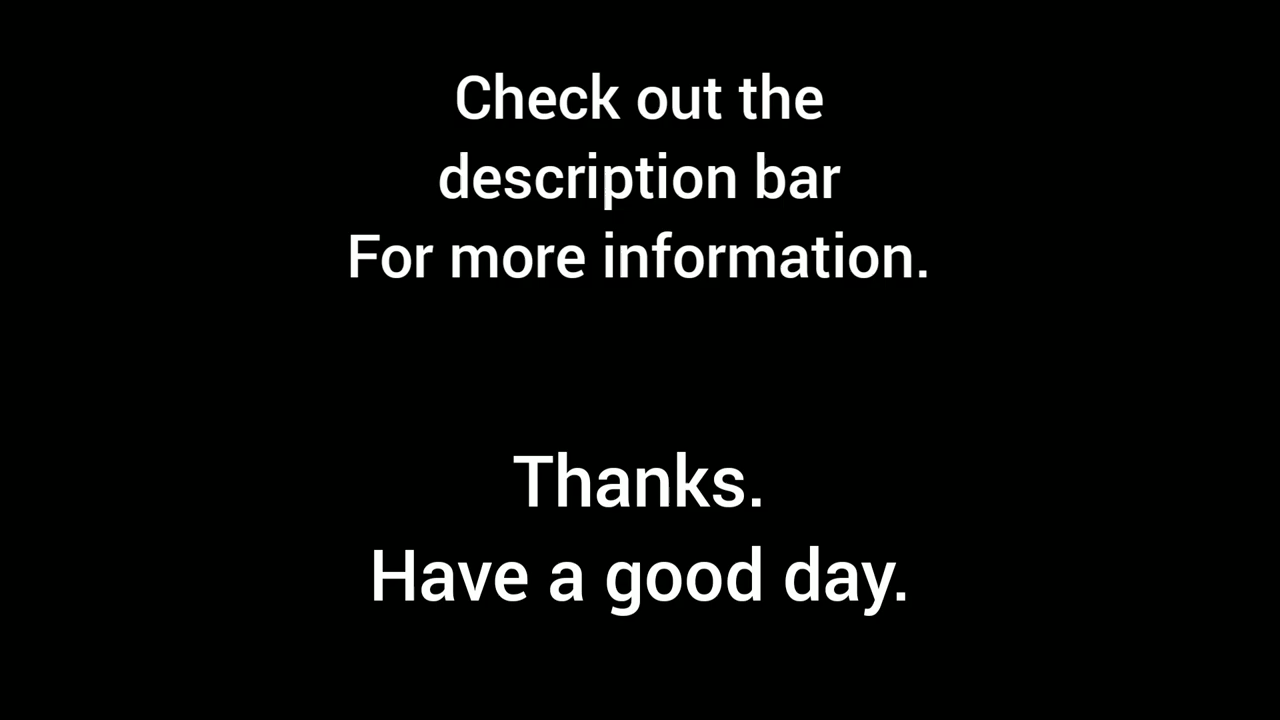 Check out the
description bar
For more information.
Thanks.
Have a good day.